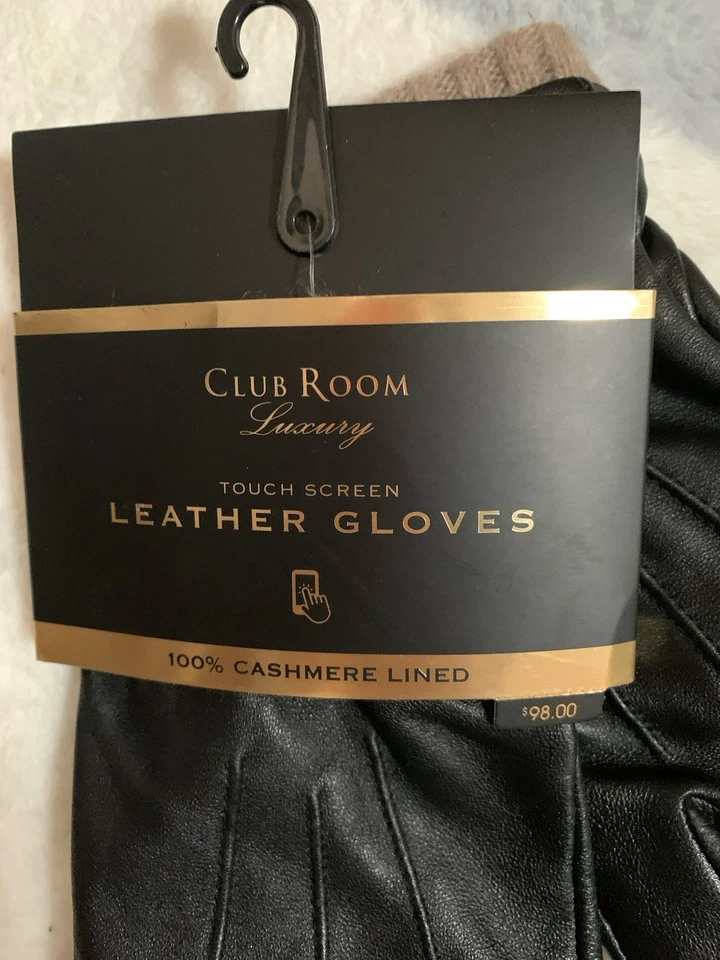 CLUB ROOM
Luxury
TOUCH SCREEN
LEATHER GLOVES
100% CASHMERE LINED
$98.00